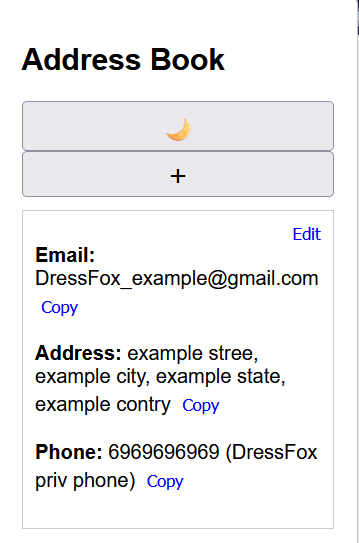 Address Book
+
Edit
Email:
DressFox_example@gmail.com
Copy
Address: example stree,
example city, example state,
example contry Copy
Phone: 6969696969 (DressFox
priv phone) Copy